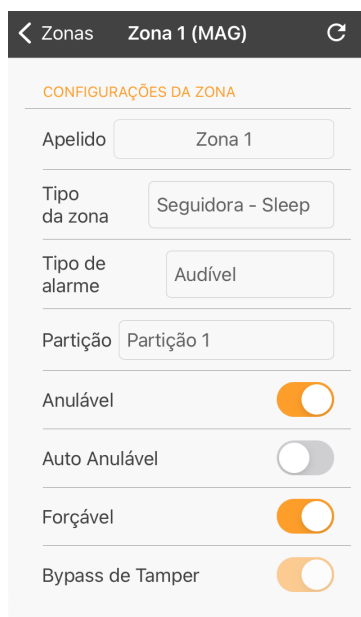 Zonas Zona 1 (MAG)
CONFIGURAÇÕES DA ZONA
Apelido Zona 1
Tipo
da zona Seguidora - Sleep
Tipo de
alarme Audível
Partição Partição 1
Anulável
Auto Anulável
Forçável
Bypass de Tamper